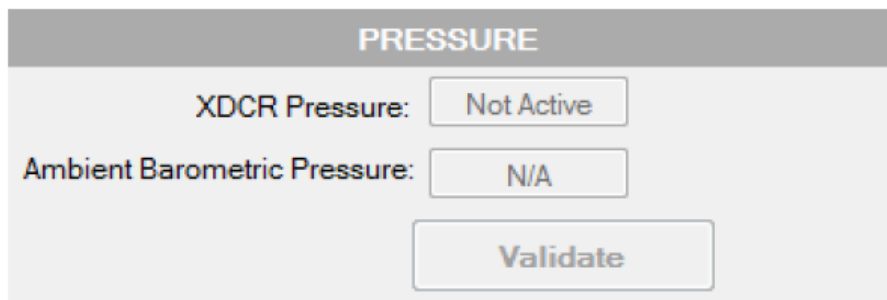 PRESSURE
XDCR Pressure: Not Active
Ambient Barometric Pressure: N/A
Validate